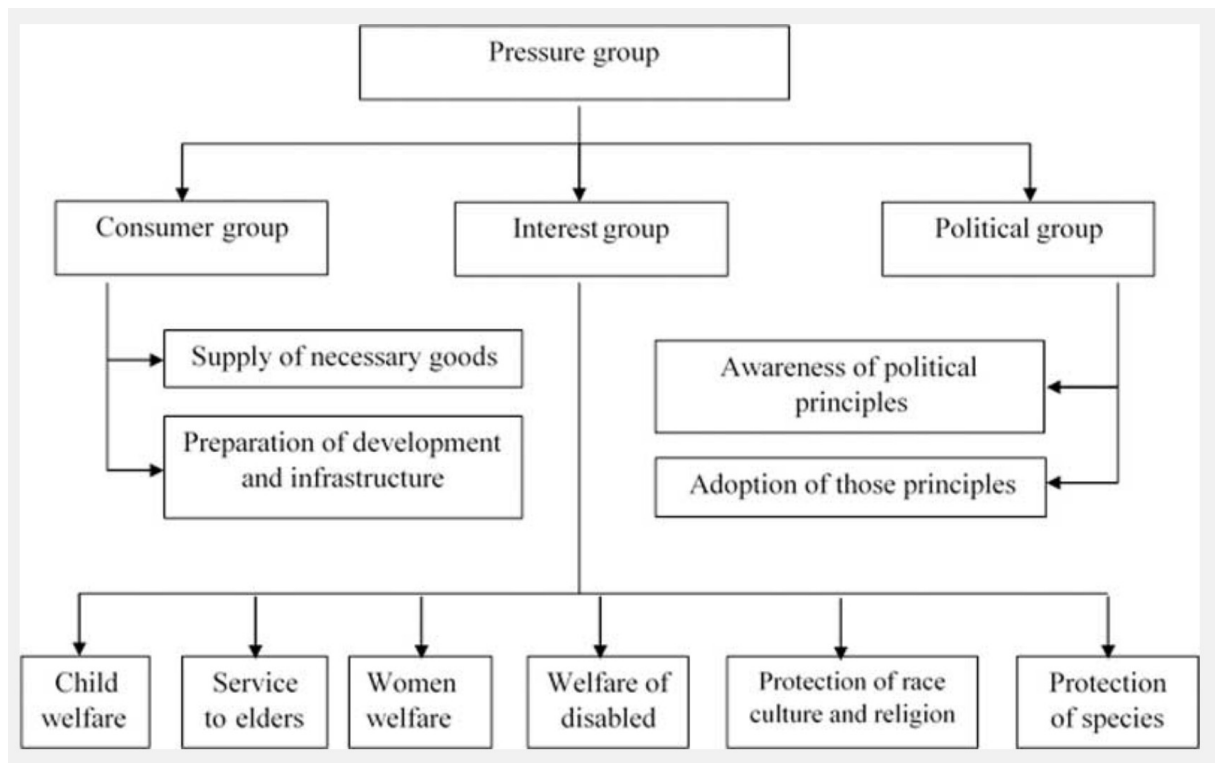 Pressure group
Consumer group
Interest group
Political group
Supply of necessary goods
Preparation of development
and infrastructure
Awareness of political
principles
Adoption of those principles
Child
welfare
Service
to elders
Women
welfare
Welfare of
disabled
Protection of race
culture and religion
Protection
of species